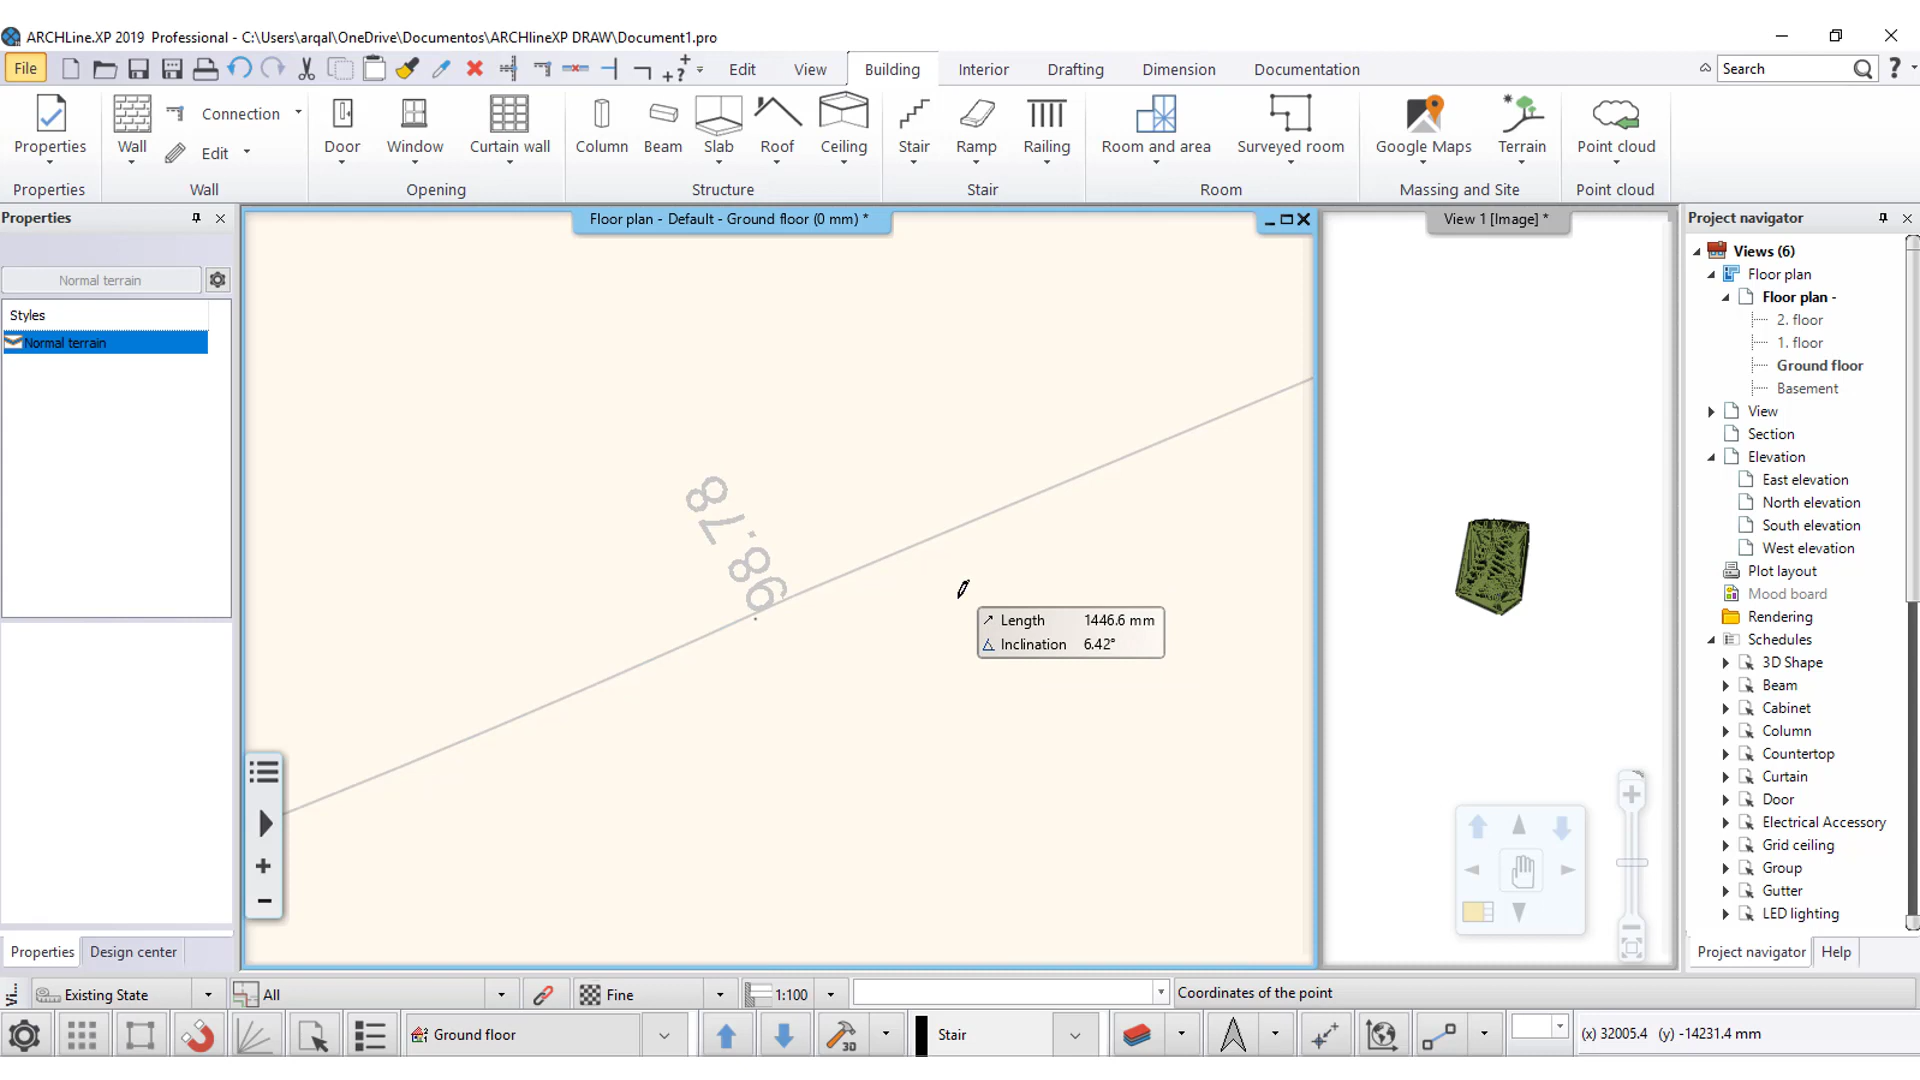 ARCHLine.XP 2019 Professional - C:\Users\arqal\OneDrive\Documentos\ARCHlineXP DRAW\Document1.pro
File
Edit View Building Interior Drafting Dimension Documentation
Search
Properties
Wall
Connection
Edit
Door
Window
Curtain wall
Column
Beam
Slab
Roof
Ceiling
Stair
Ramp
Railing
Room and area
Surveyed room
Google Maps
Terrain
Point cloud
Properties
Wall
Opening
Structure
Stair
Room
Massing and Site
Point cloud
Properties
Normal terrain
Styles
Normal terrain
Properties
Design center
Floor plan - Default - Ground floor (0 mm) *
98.78
Length 1446.6 mm
Inclination 6.42°
View 1 [Image] *
Project navigator
Views (6)
Floor plan
Floor plan -
2. floor
1. floor
Ground floor
Basement
View
Section
Elevation
East elevation
North elevation
South elevation
West elevation
Plot layout
Mood board
Rendering
Schedules
3D Shape
Beam
Cabinet
Column
Countertop
Curtain
Door
Electrical Accessory
Grid ceiling
Group
Gutter
LED lighting
Project navigator
Help
Existing State
All
Fine
1:100
Coordinates of the point
Ground floor
3D
Stair
(x) 32005.4 (y) -14231.4 mm